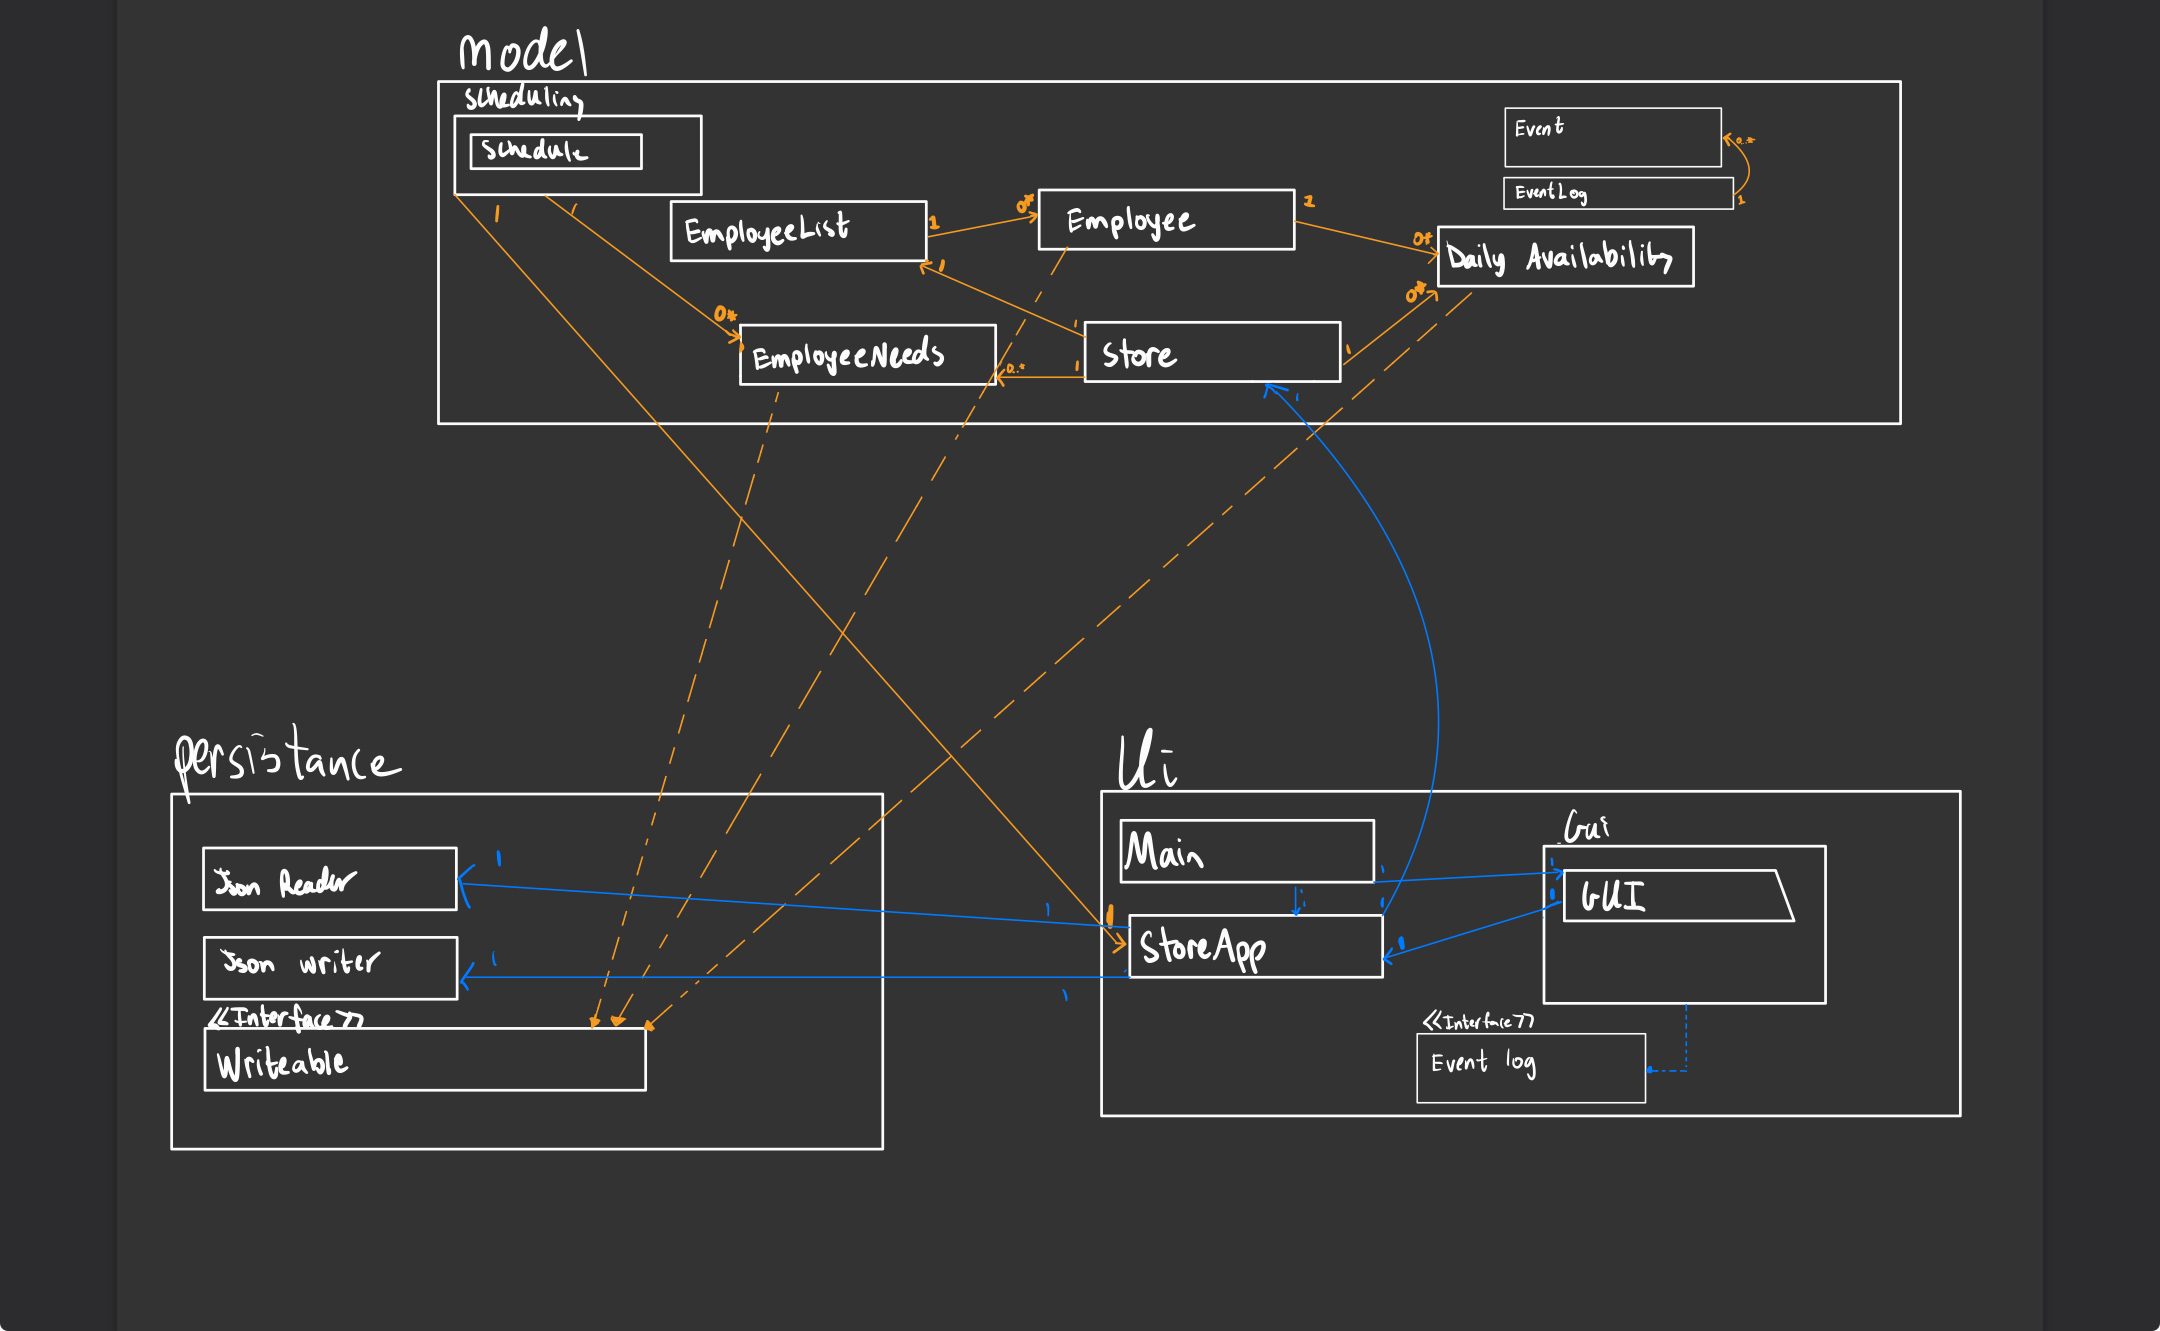 model
scheduling
schedule
Event
0..*
EventLog
1
1
1
EmployeeList
1
0*
Employee
1
0*
Daily Availability
0*
0*
1
1
EmployeeNeeds
0..*
1
Store
1
1
persistance
Ui
Main
Gui
GUI
1
1
Json Reader
1
1
1
1
1
StoreApp
1
Json writer
1
1
<<Interface>>
Writeable
<<Interface>>
Event log